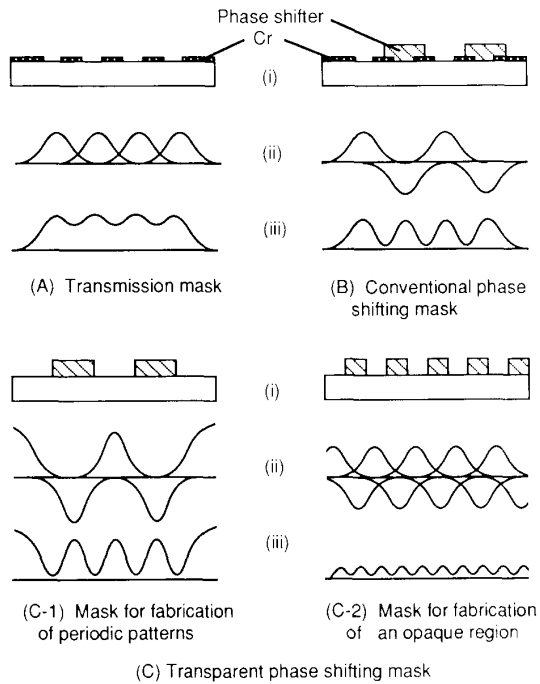 Phase shifter
Cr
(i)
(ii)
(iii)
(A) Transmission mask
(B) Conventional phase
shifting mask
(i)
(ii)
(iii)
(C-1) Mask for fabrication
of periodic patterns
(C-2) Mask for fabrication
of an opaque region
(C) Transparent phase shifting mask